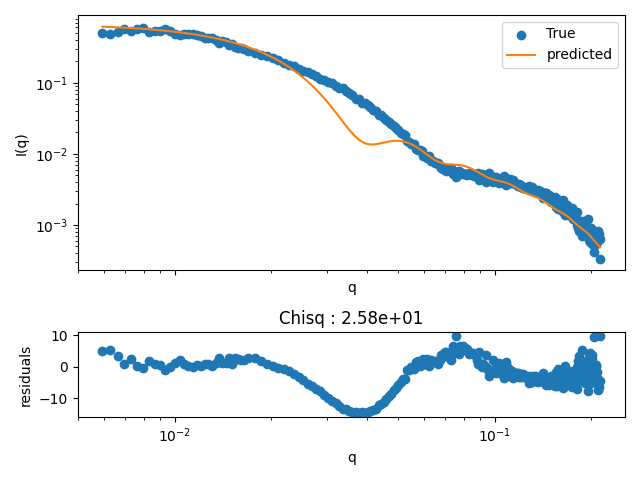 True
predicted
10⁻¹
10⁻²
10⁻³
I(q)
q
Chisq : 2.58e+01
10
0
−10
residuals
10⁻²
10⁻¹
q